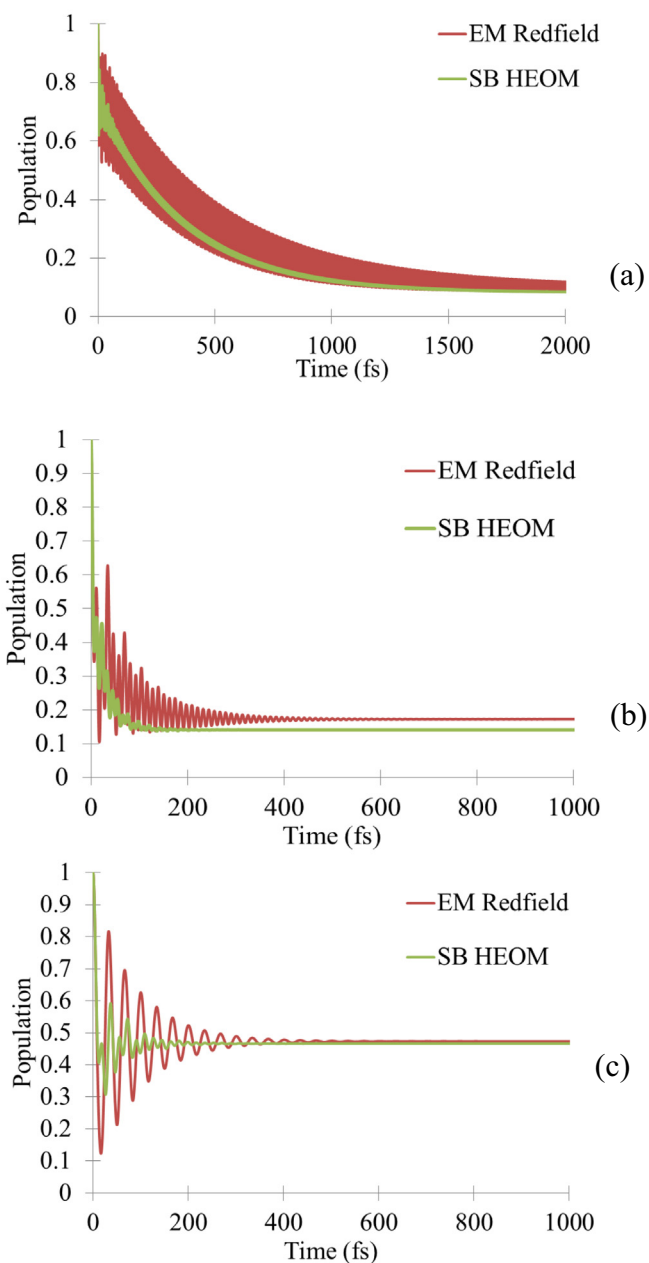 EM Redfield
SB HEOM
Population
1
0.8
0.6
0.4
0.2
0
0 500 1000 1500 2000
Time (fs)
(a)
EM Redfield
SB HEOM
Population
1
0.9
0.8
0.7
0.6
0.5
0.4
0.3
0.2
0.1
0
0 200 400 600 800 1000
Time (fs)
(b)
EM Redfield
SB HEOM
Population
1
0.9
0.8
0.7
0.6
0.5
0.4
0.3
0.2
0.1
0
0 200 400 600 800 1000
Time (fs)
(c)